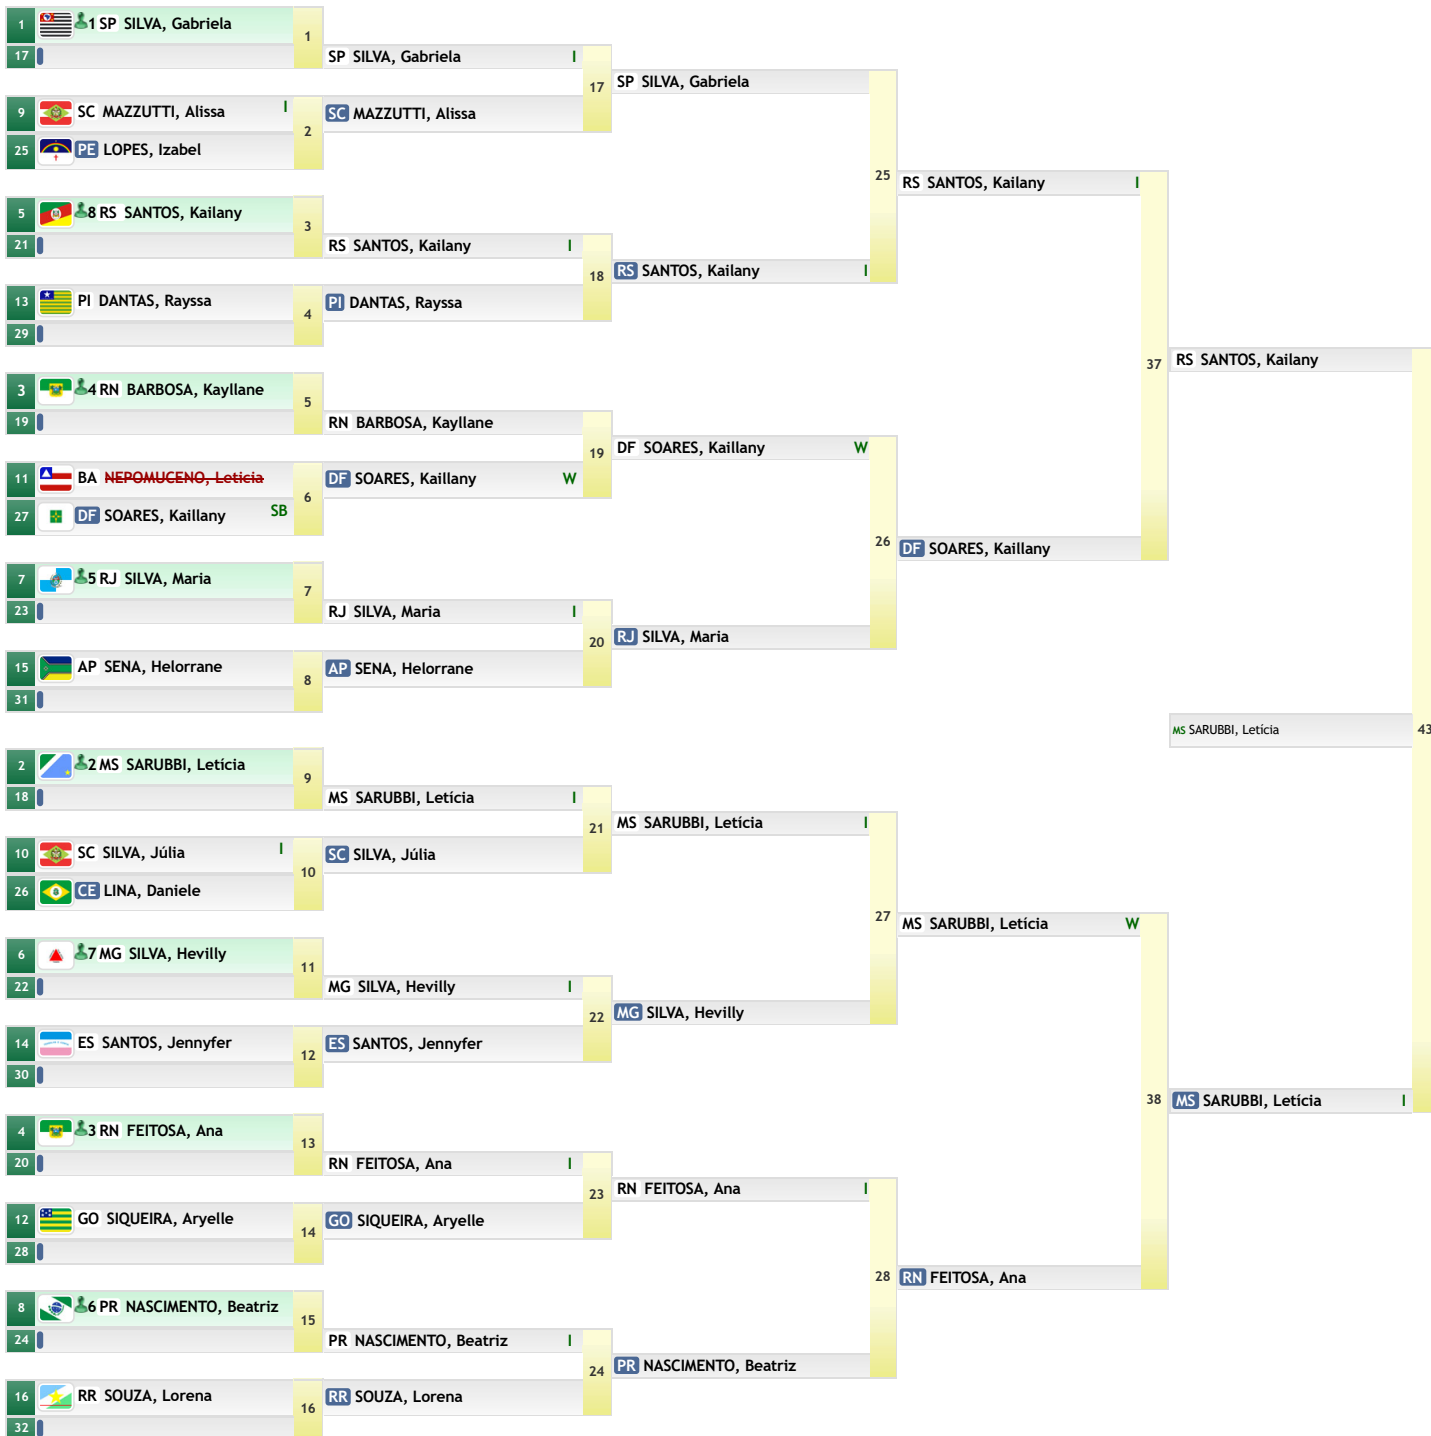 1 1 SP SILVA, Gabriela
1
17
SP SILVA, Gabriela I
17
SP SILVA, Gabriela
9 SC MAZZUTTI, Alissa I
2
SC MAZZUTTI, Alissa
25 PE LOPES, Izabel
25
RS SANTOS, Kailany I
5 8 RS SANTOS, Kailany
3
21
RS SANTOS, Kailany I
18
RS SANTOS, Kailany I
13 PI DANTAS, Rayssa
4
PI DANTAS, Rayssa
29
37
RS SANTOS, Kailany
3 4 RN BARBOSA, Kayllane
5
19
RN BARBOSA, Kayllane
19
DF SOARES, Kaillany W
11 BA NEPOMUCENO, Leticia
6
DF SOARES, Kaillany W
27 DF SOARES, Kaillany SB
26
DF SOARES, Kaillany
7 5 RJ SILVA, Maria
7
23
RJ SILVA, Maria I
20
RJ SILVA, Maria
15 AP SENA, Helorrane
8
AP SENA, Helorrane
31
MS SARUBBI, Letícia
43
2 2 MS SARUBBI, Letícia
9
18
MS SARUBBI, Letícia I
21
MS SARUBBI, Letícia I
10 SC SILVA, Júlia I
10
SC SILVA, Júlia
26 CE LINA, Daniele
27
MS SARUBBI, Letícia W
6 7 MG SILVA, Hevilly
11
22
MG SILVA, Hevilly I
22
MG SILVA, Hevilly
14 ES SANTOS, Jennyfer
12
ES SANTOS, Jennyfer
30
38
MS SARUBBI, Letícia I
4 3 RN FEITOSA, Ana
13
20
RN FEITOSA, Ana I
23
RN FEITOSA, Ana I
12 GO SIQUEIRA, Aryelle
14
GO SIQUEIRA, Aryelle
28
28
RN FEITOSA, Ana
8 6 PR NASCIMENTO, Beatriz
15
24
PR NASCIMENTO, Beatriz I
24
PR NASCIMENTO, Beatriz
16 RR SOUZA, Lorena
16
RR SOUZA, Lorena
32